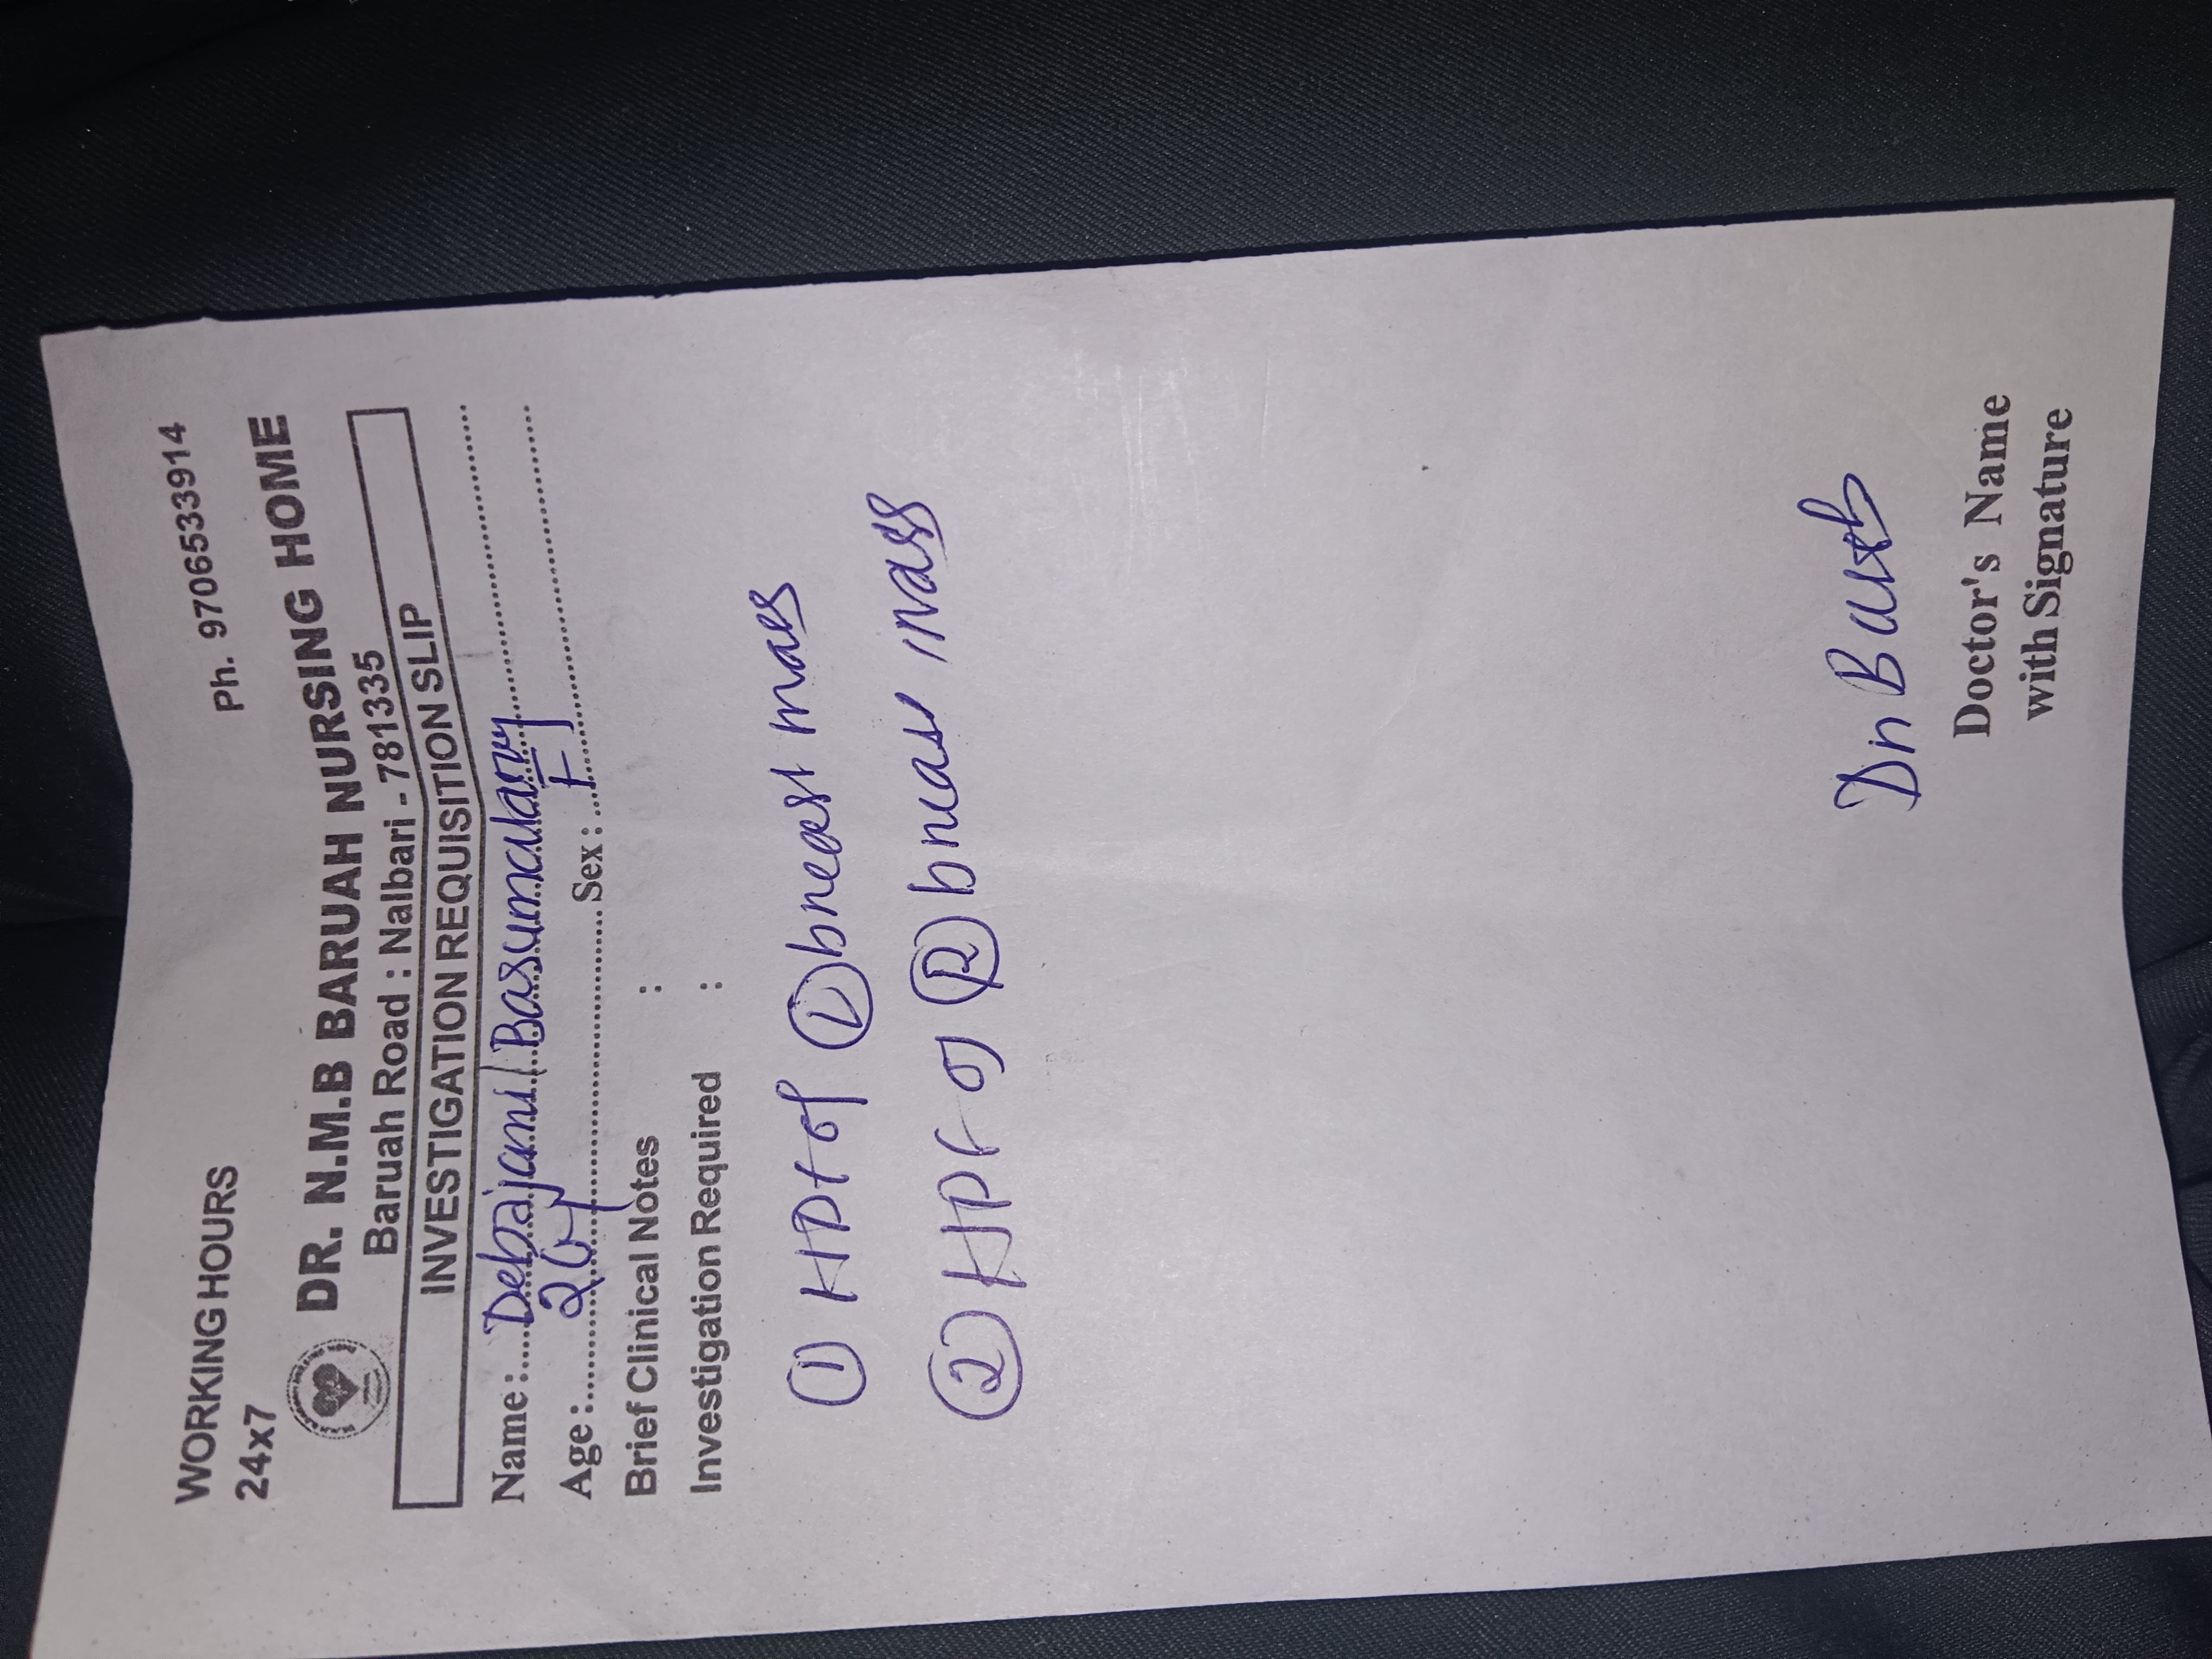 WORKING HOURS
24x7
Ph. 9706533914
DR. N.M.B BARUAH NURSING HOME
Baruah Road : Nalbari - 781335
INVESTIGATION REQUISITION SLIP
Name : Debajani Basumatary
Age : Sex : F
Brief Clinical Notes :
Investigation Required :
① HPE of Ⓛ breast mass
② HPE of Ⓡ breast mass
Dr
Doctor's Name
with Signature